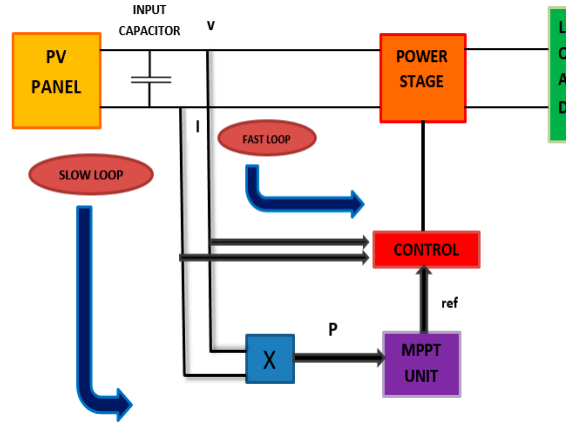 INPUT
CAPACITOR
V
PV
PANEL
POWER
STAGE
L
O
A
D
I
FAST LOOP
SLOW LOOP
CONTROL
ref
P
X
MPPT
UNIT